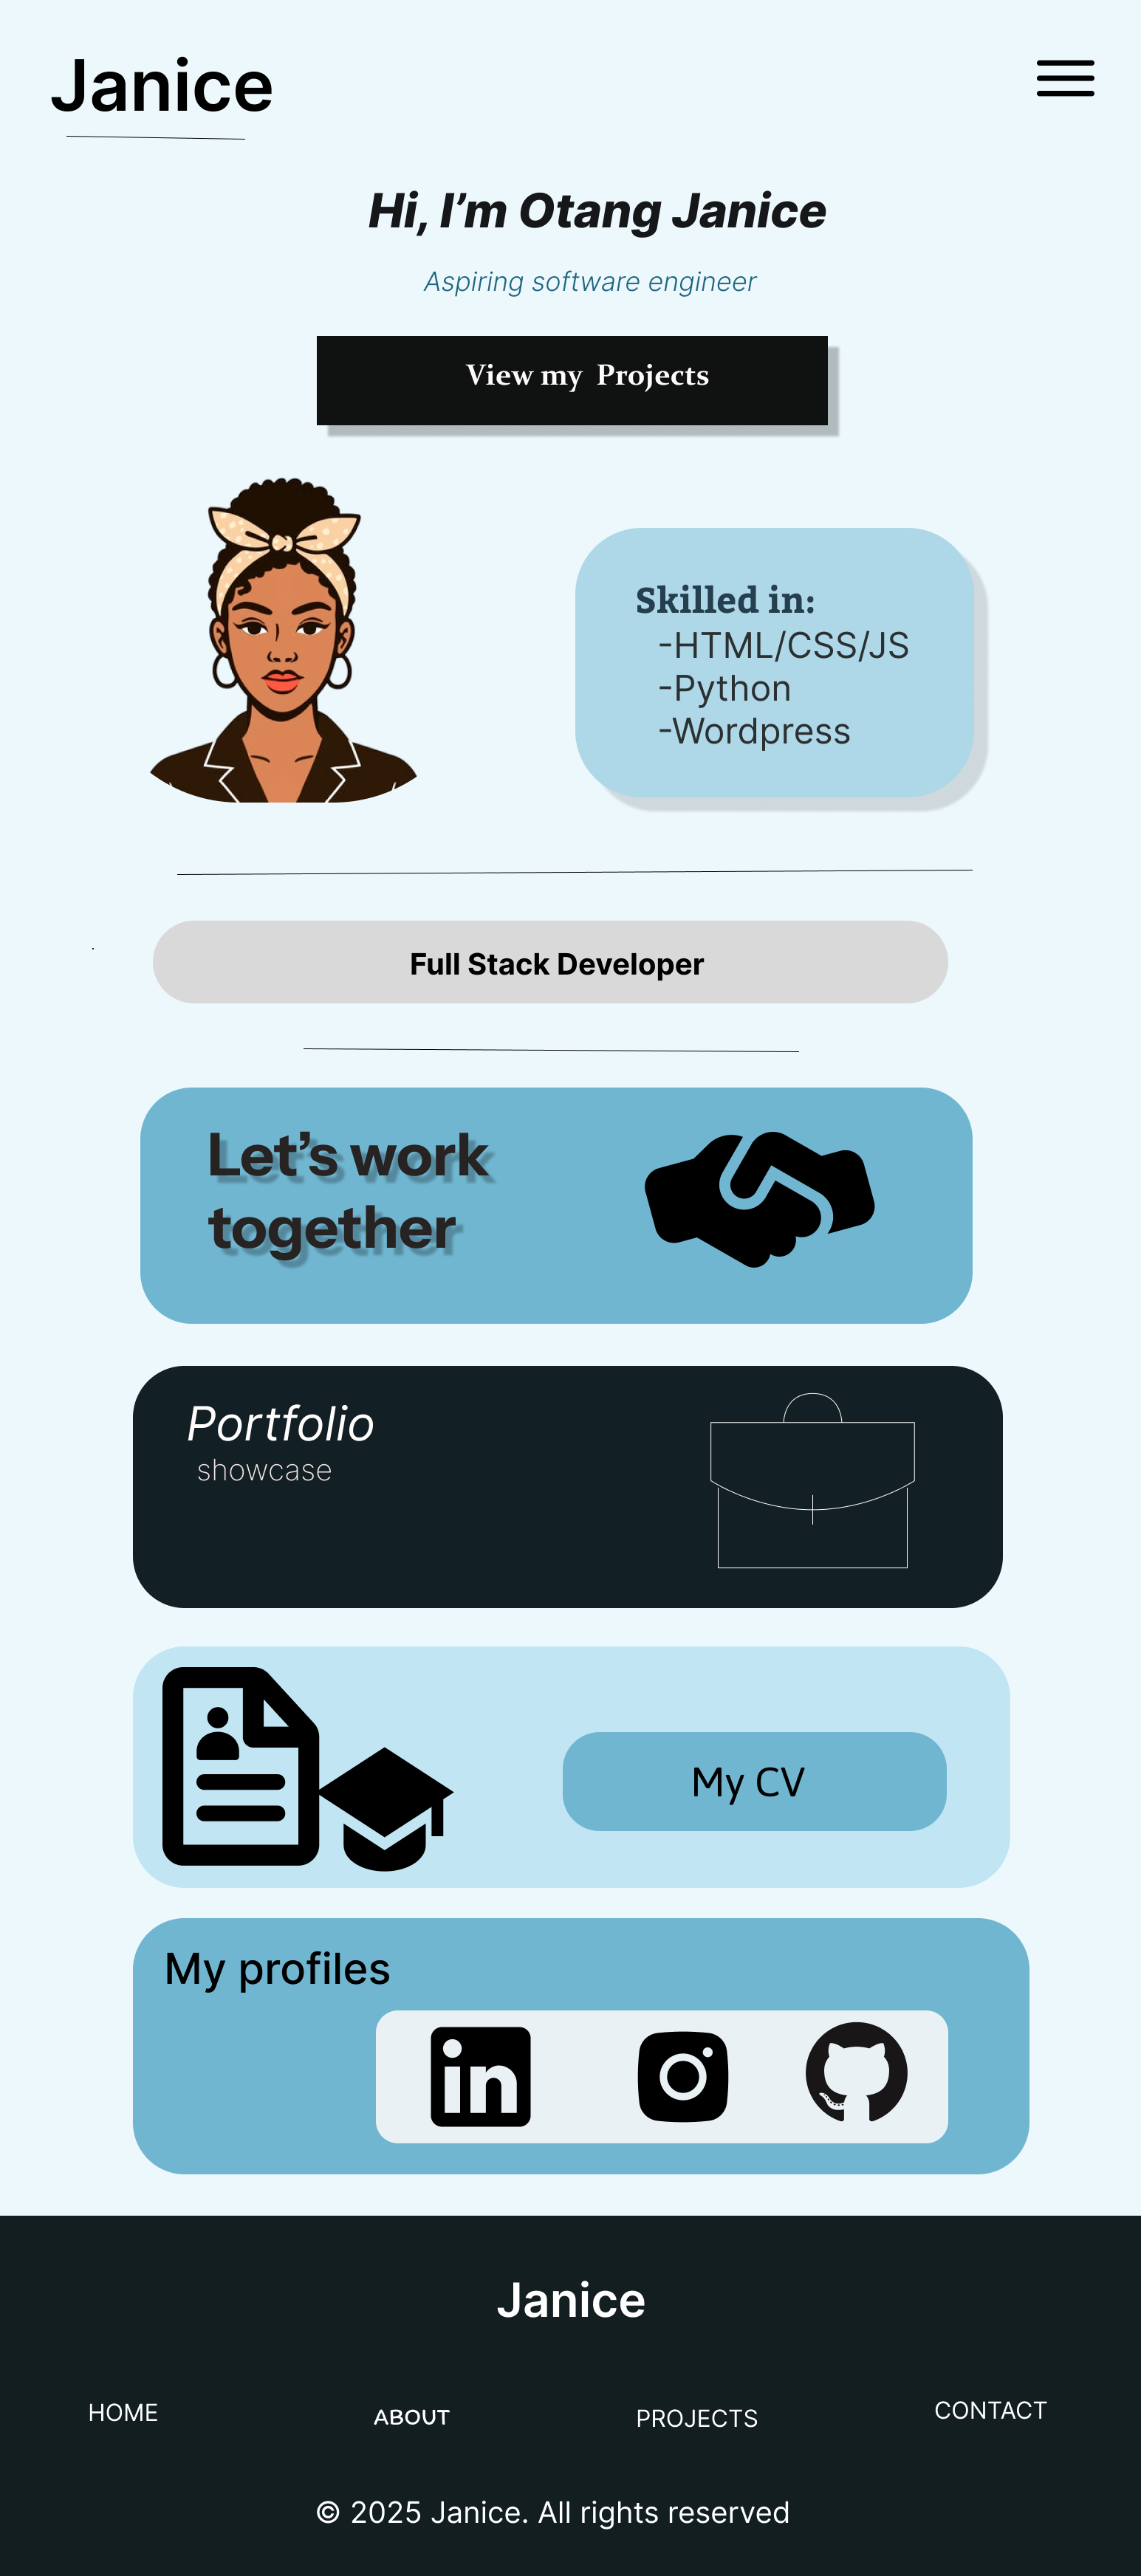 Janice
Hi, I’m Otang Janice
Aspiring software engineer
View my Projects
Skilled in:
-HTML/CSS/JS
-Python
-Wordpress
Full Stack Developer
Let’s work
together
Portfolio
showcase
My CV
My profiles
in
Janice
HOME ABOUT PROJECTS CONTACT
© 2025 Janice. All rights reserved